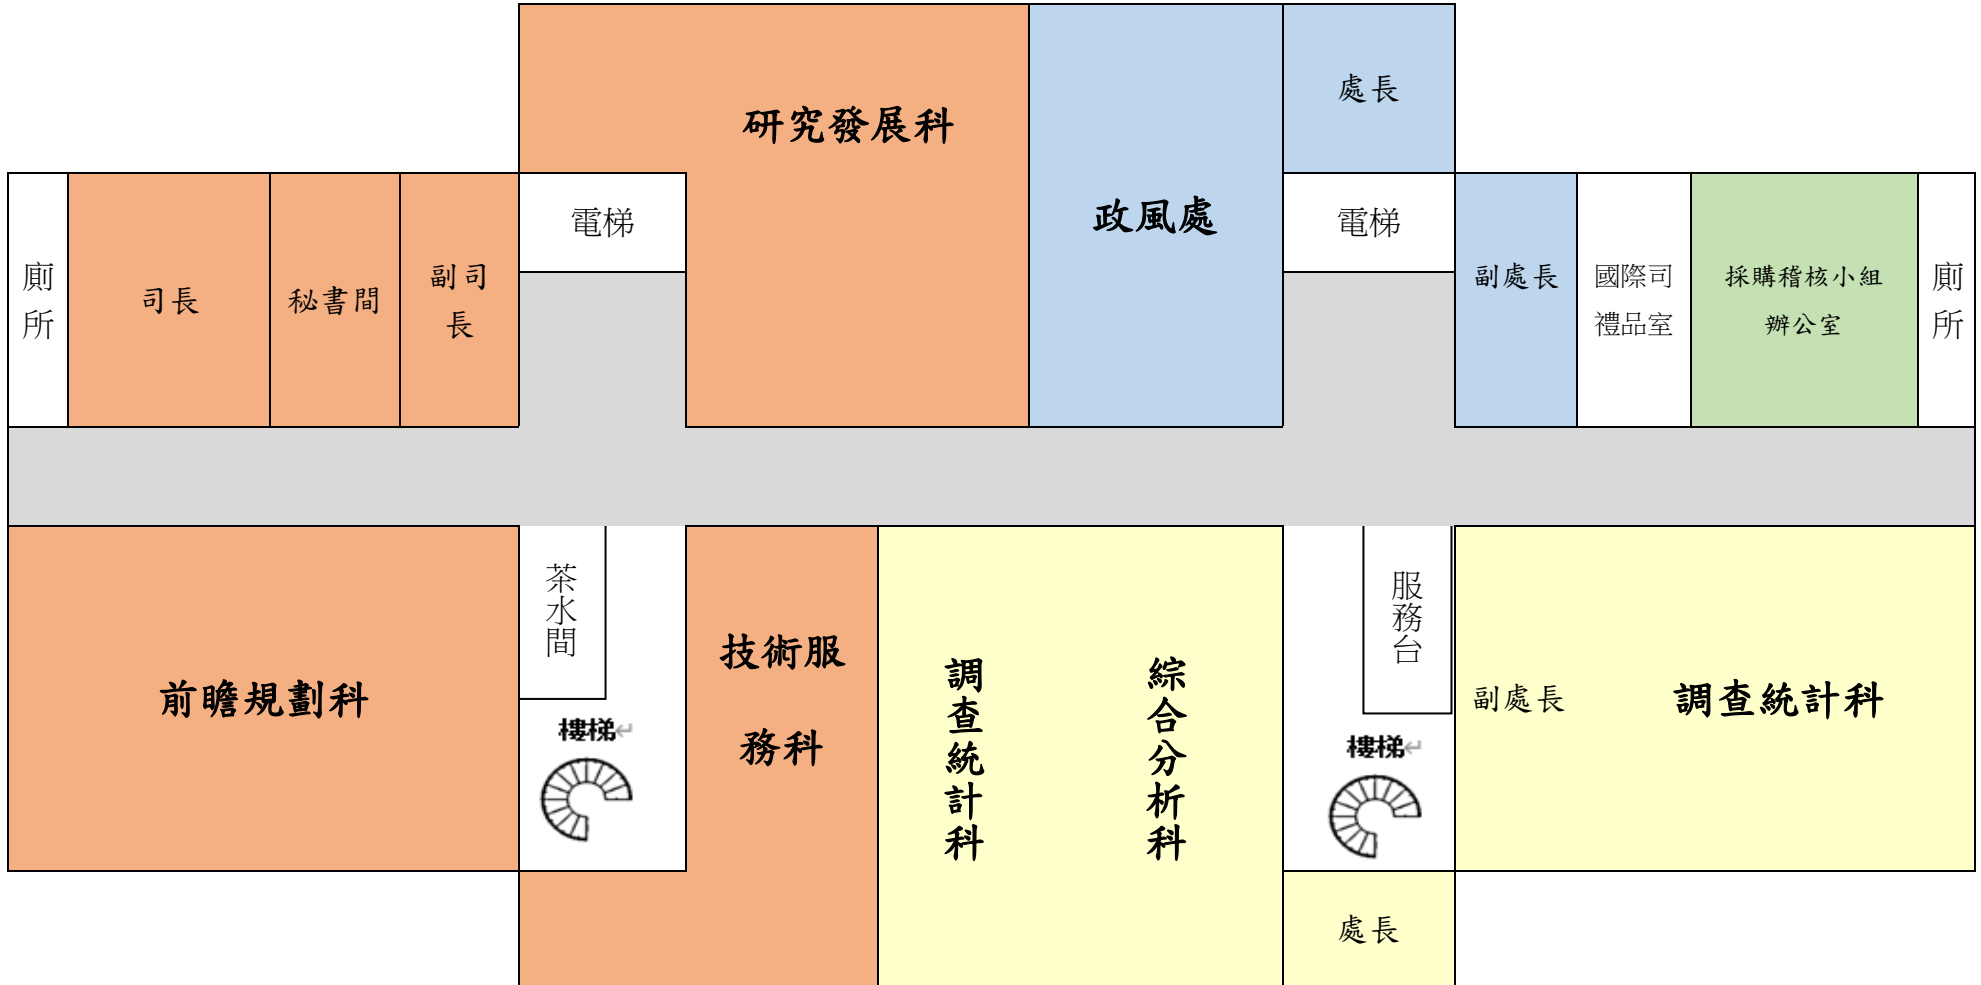 研究發展科
政風處
處長
廁所
司長
秘書間
副司
長
電梯
電梯
副處長
國際司
禮品室
採購稽核小組
辦公室
廁所
前瞻規劃科
茶水間
樓梯↵
技術服
務科
調查統計科
綜合分析科
服務台
樓梯↵
副處長
調查統計科
處長